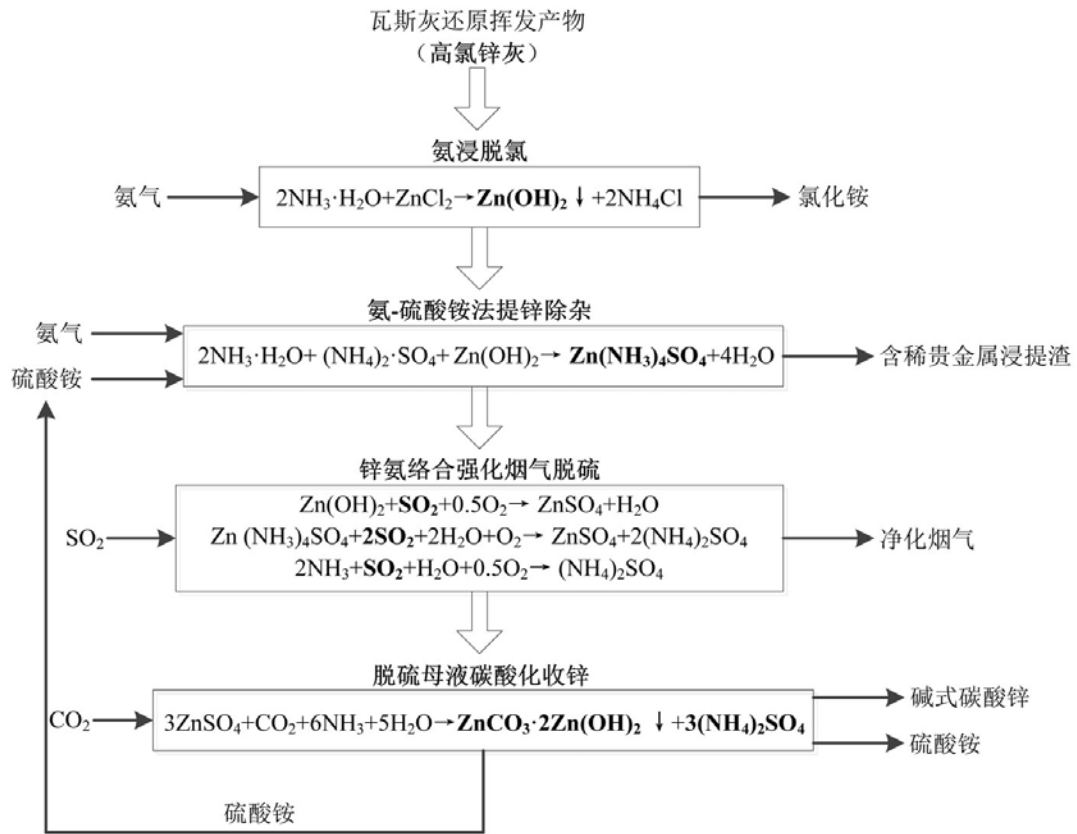 瓦斯灰还原挥发产物
（高氯锌灰）
氨浸脱氯
氨气
2NH₃·H₂O+ZnCl₂→Zn(OH)₂↓+2NH₄Cl
氯化铵
氨-硫酸铵法提锌除杂
氨气
硫酸铵
2NH₃·H₂O+ (NH₄)₂·SO₄+ Zn(OH)₂→ Zn(NH₃)₄SO₄+4H₂O
含稀贵金属浸提渣
锌氨络合强化烟气脱硫
SO₂
Zn(OH)₂+SO₂+0.5O₂→ ZnSO₄+H₂O
Zn (NH₃)₄SO₄+2SO₂+2H₂O+O₂→ ZnSO₄+2(NH₄)₂SO₄
2NH₃+SO₂+H₂O+0.5O₂→ (NH₄)₂SO₄
净化烟气
脱硫母液碳酸化收锌
CO₂
3ZnSO₄+CO₂+6NH₃+5H₂O→ZnCO₃·2Zn(OH)₂ ↓ +3(NH₄)₂SO₄
碱式碳酸锌
硫酸铵
硫酸铵